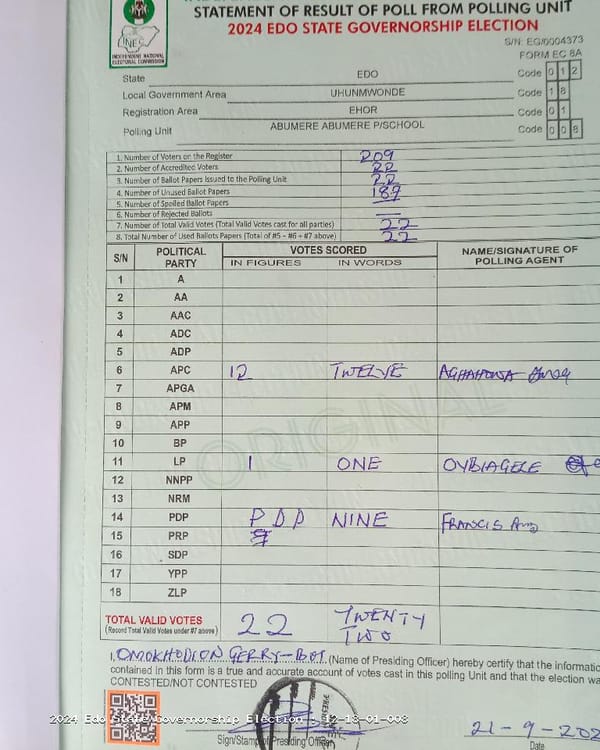 STATEMENT OF RESULT OF POLL FROM POLLING UNIT
2024 EDO STATE GOVERNORSHIP ELECTION
INEC
INDEPENDENT NATIONAL
ELECTORAL COMMISSION
S/N: EG/0004373
FORM EC 8A
State EDO Code 0 1 2
Local Government Area UHUNMWONDE Code 1 8
Registration Area EHOR Code 0 1
Polling Unit ABUMERE ABUMERE P/SCHOOL Code 0 0 8
1. Number of Voters on the Register 209
2. Number of Accredited Voters 22
3. Number of Ballot Papers Issued to the Polling Unit 22
4. Number of Unused Ballot Papers 187
5. Number of Spoiled Ballot Papers —
6. Number of Rejected Ballots —
7. Number of Total Valid Votes (Total Valid Votes cast for all parties) 22
8. Total Number of Used Ballots Papers (Total of #5 - #6 + #7 above) 22
S/N POLITICAL PARTY VOTES SCORED NAME/SIGNATURE OF POLLING AGENT
IN FIGURES IN WORDS
1 A
2 AA
3 AAC
4 ADC
5 ADP
6 APC 12 TWELVE AGHAHOWA
7 APGA
8 APM
9 APP
10 BP
11 LP 1 ONE OYBIAGELE
12 NNPP
13 NRM
14 PDP PDP NINE FRANCIS
15 PRP 9
16 SDP
17 YPP
18 ZLP
ORIGINAL
TOTAL VALID VOTES 22 TWENTY TWO
(Record Total Valid Votes under #7 above)
I, OMOKHODION GERRY-BOT (Name of Presiding Officer) hereby certify that the informatio
contained in this form is a true and accurate account of votes cast in this polling Unit and that the election wa
CONTESTED/NOT CONTESTED
2024 Edo State Governorship Election - 12-18-01-008
Sign/Stamp of Presiding Officer
21-9-202
Date